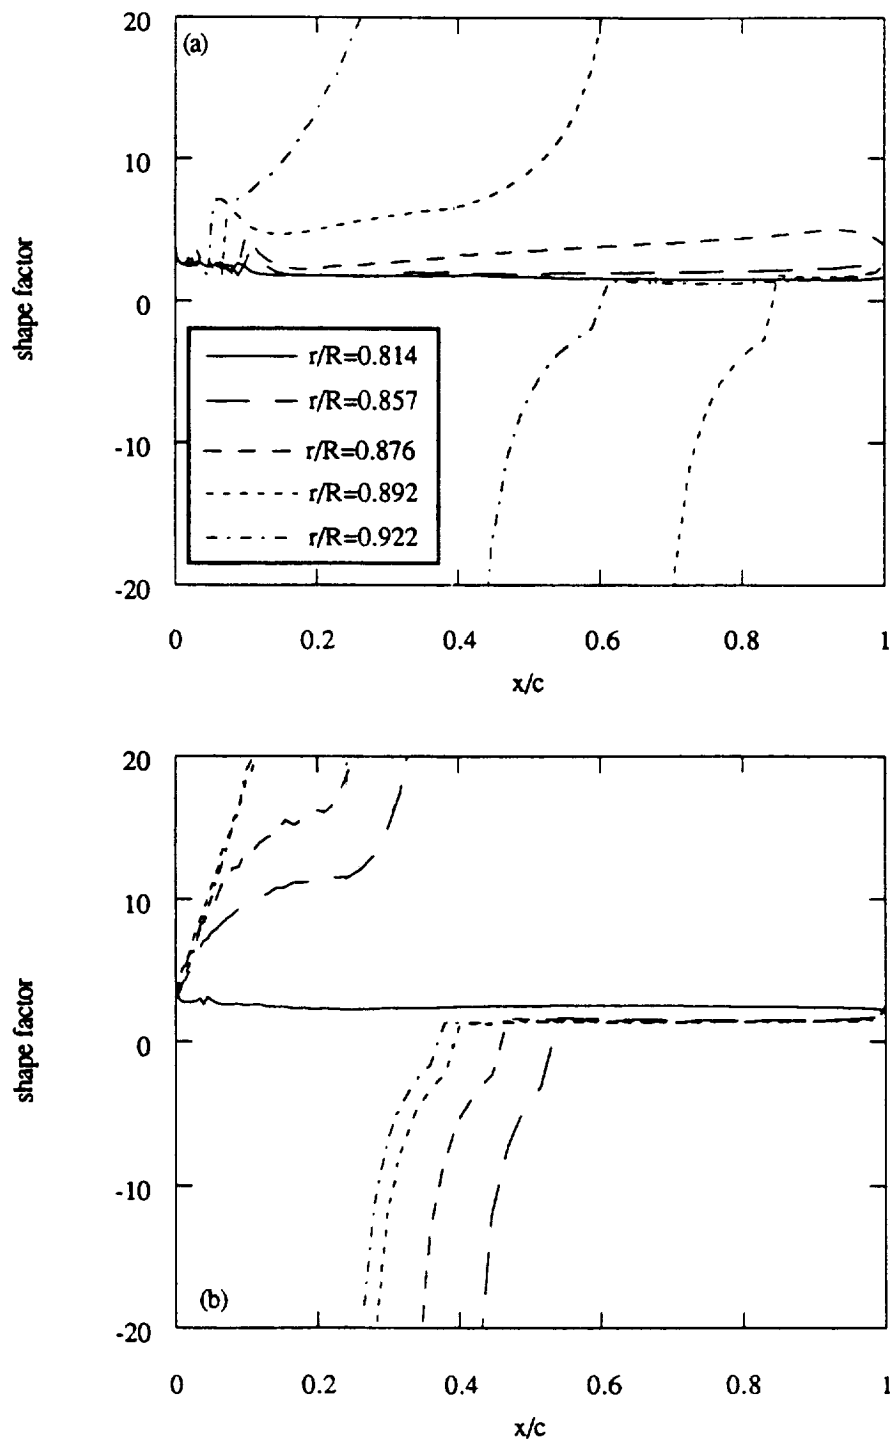 20
(a)
10
0
-10
-20
shape factor
r/R=0.814
r/R=0.857
r/R=0.876
r/R=0.892
r/R=0.922
0 0.2 0.4 0.6 0.8 1
x/c
20
10
0
-10
-20
shape factor
(b)
0 0.2 0.4 0.6 0.8 1
x/c